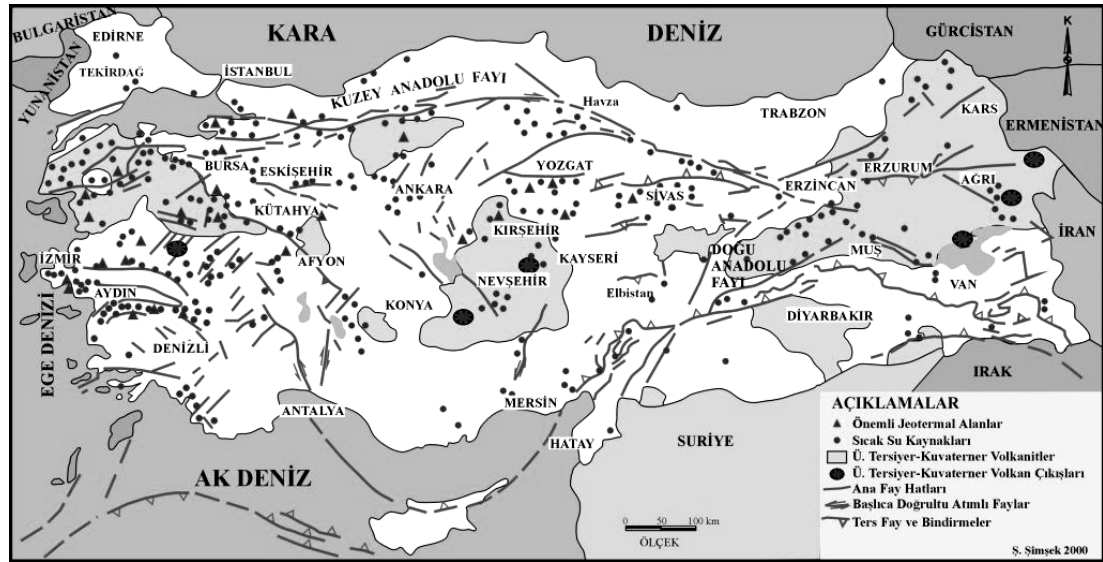 BULGARİSTAN
KARA
DENİZ
GÜRCİSTAN
K
EDİRNE
YUNANİSTAN
TEKİRDAĞ
İSTANBUL
KUZEY ANADOLU FAYI
Havza
TRABZON
KARS
ERMENİSTAN
BURSA
ESKİŞEHİR
ANKARA
YOZGAT
SİVAS
ERZİNCAN
ERZURUM
AĞRI
KÜTAHYA
KIRŞEHİR
İRAN
İZMİR
AFYON
KAYSERİ
DOĞU
ANADOLU
FAYI
MUŞ
NEVŞEHİR
VAN
AYDIN
KONYA
Elbistan
EGE DENİZİ
DİYARBAKIR
DENİZLİ
IRAK
ANTALYA
MERSİN
HATAY
SURİYE
AK DENİZ
AÇIKLAMALAR
Önemli Jeotermal Alanlar
Sıcak Su Kaynakları
Ü. Tersiyer-Kuvaterner Volkanitler
Ü. Tersiyer-Kuvaterner Volkan Çıkışları
Ana Fay Hatları
Başlıca Doğrultu Atımlı Faylar
Ters Fay ve Bindirmeler
0 50 100 km
ÖLÇEK
Ş. Şimşek 2000